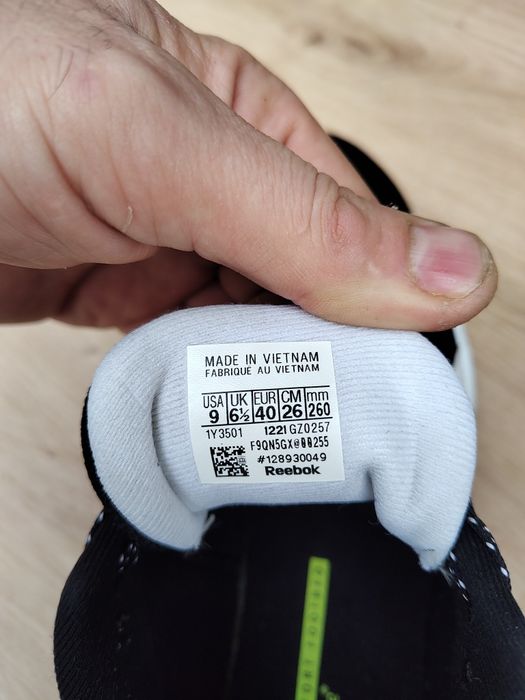 MADE IN VIETNAM
FABRIQUÉ AU VIETNAM
USA UK EUR CM mm
9 6½ 40 26 260
1Y3501 1221 GZ0257
F9QN5GX@00255
#128930049
Reebok